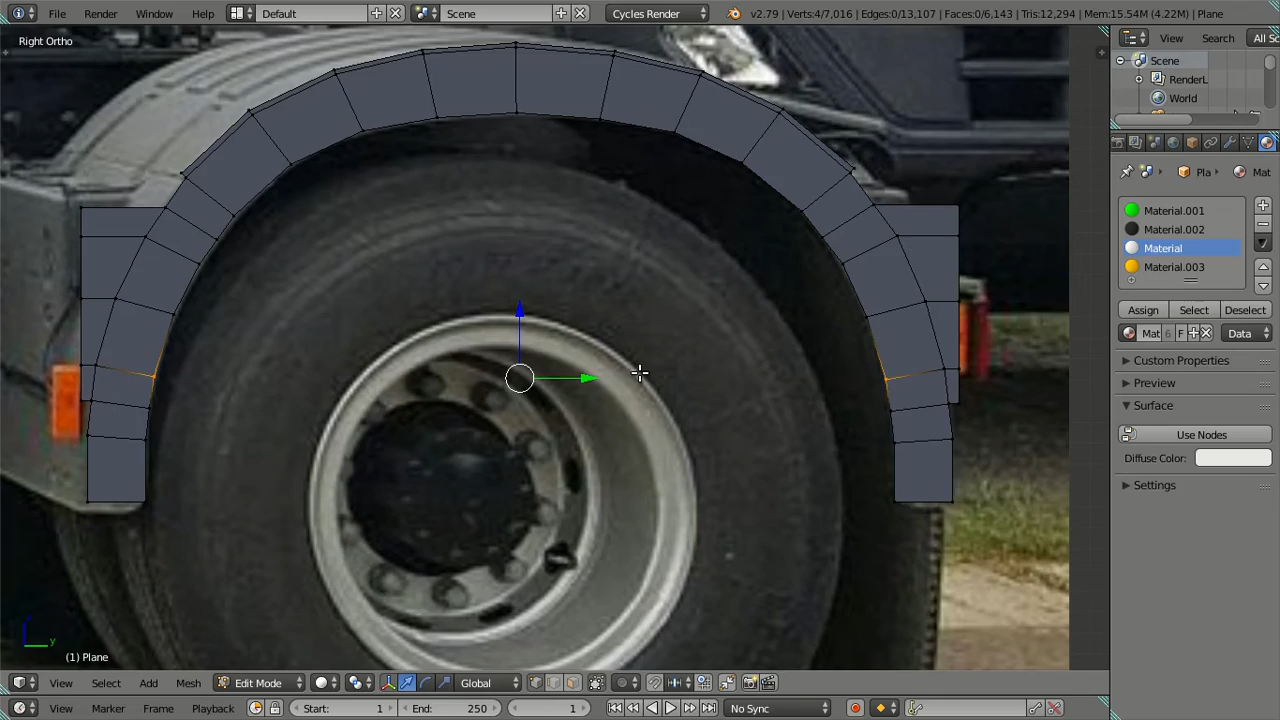 File Render Window Help Default Scene Cycles Render v2.79 | Verts:4/7,016 | Edges:0/13,107 | Faces:0/6,143 | Tris:12,294 | Mem:15.54M (4.22M) | Plane
Right Ortho
View Search All Sc
Scene
RenderL
World
Pla Mat
Material.001
Material.002
Material
Material.003
Assign Select Deselect
Mat 6 F Data
Custom Properties
Preview
Surface
Use Nodes
Diffuse Color:
Settings
y
(1) Plane
View Select Add Mesh Edit Mode Global
View Marker Frame Playback Start: 1 End: 250 1 No Sync